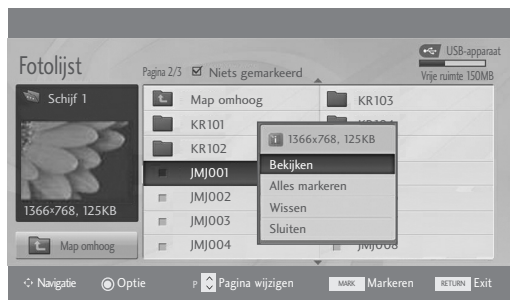 Fotolijst
Pagina 2/3 Niets gemarkeerd
USB-apparaat
Vrije ruimte 150MB
Schijf 1
1366x768, 125KB
Map omhoog
Map omhoog
KR101
KR102
JMJ001
JMJ002
JMJ003
JMJ004
KR103
1366x768, 125KB
Bekijken
Alles markeren
Wissen
Sluiten
Navigatie Optie P Pagina wijzigen MARK Markeren RETURN Exit